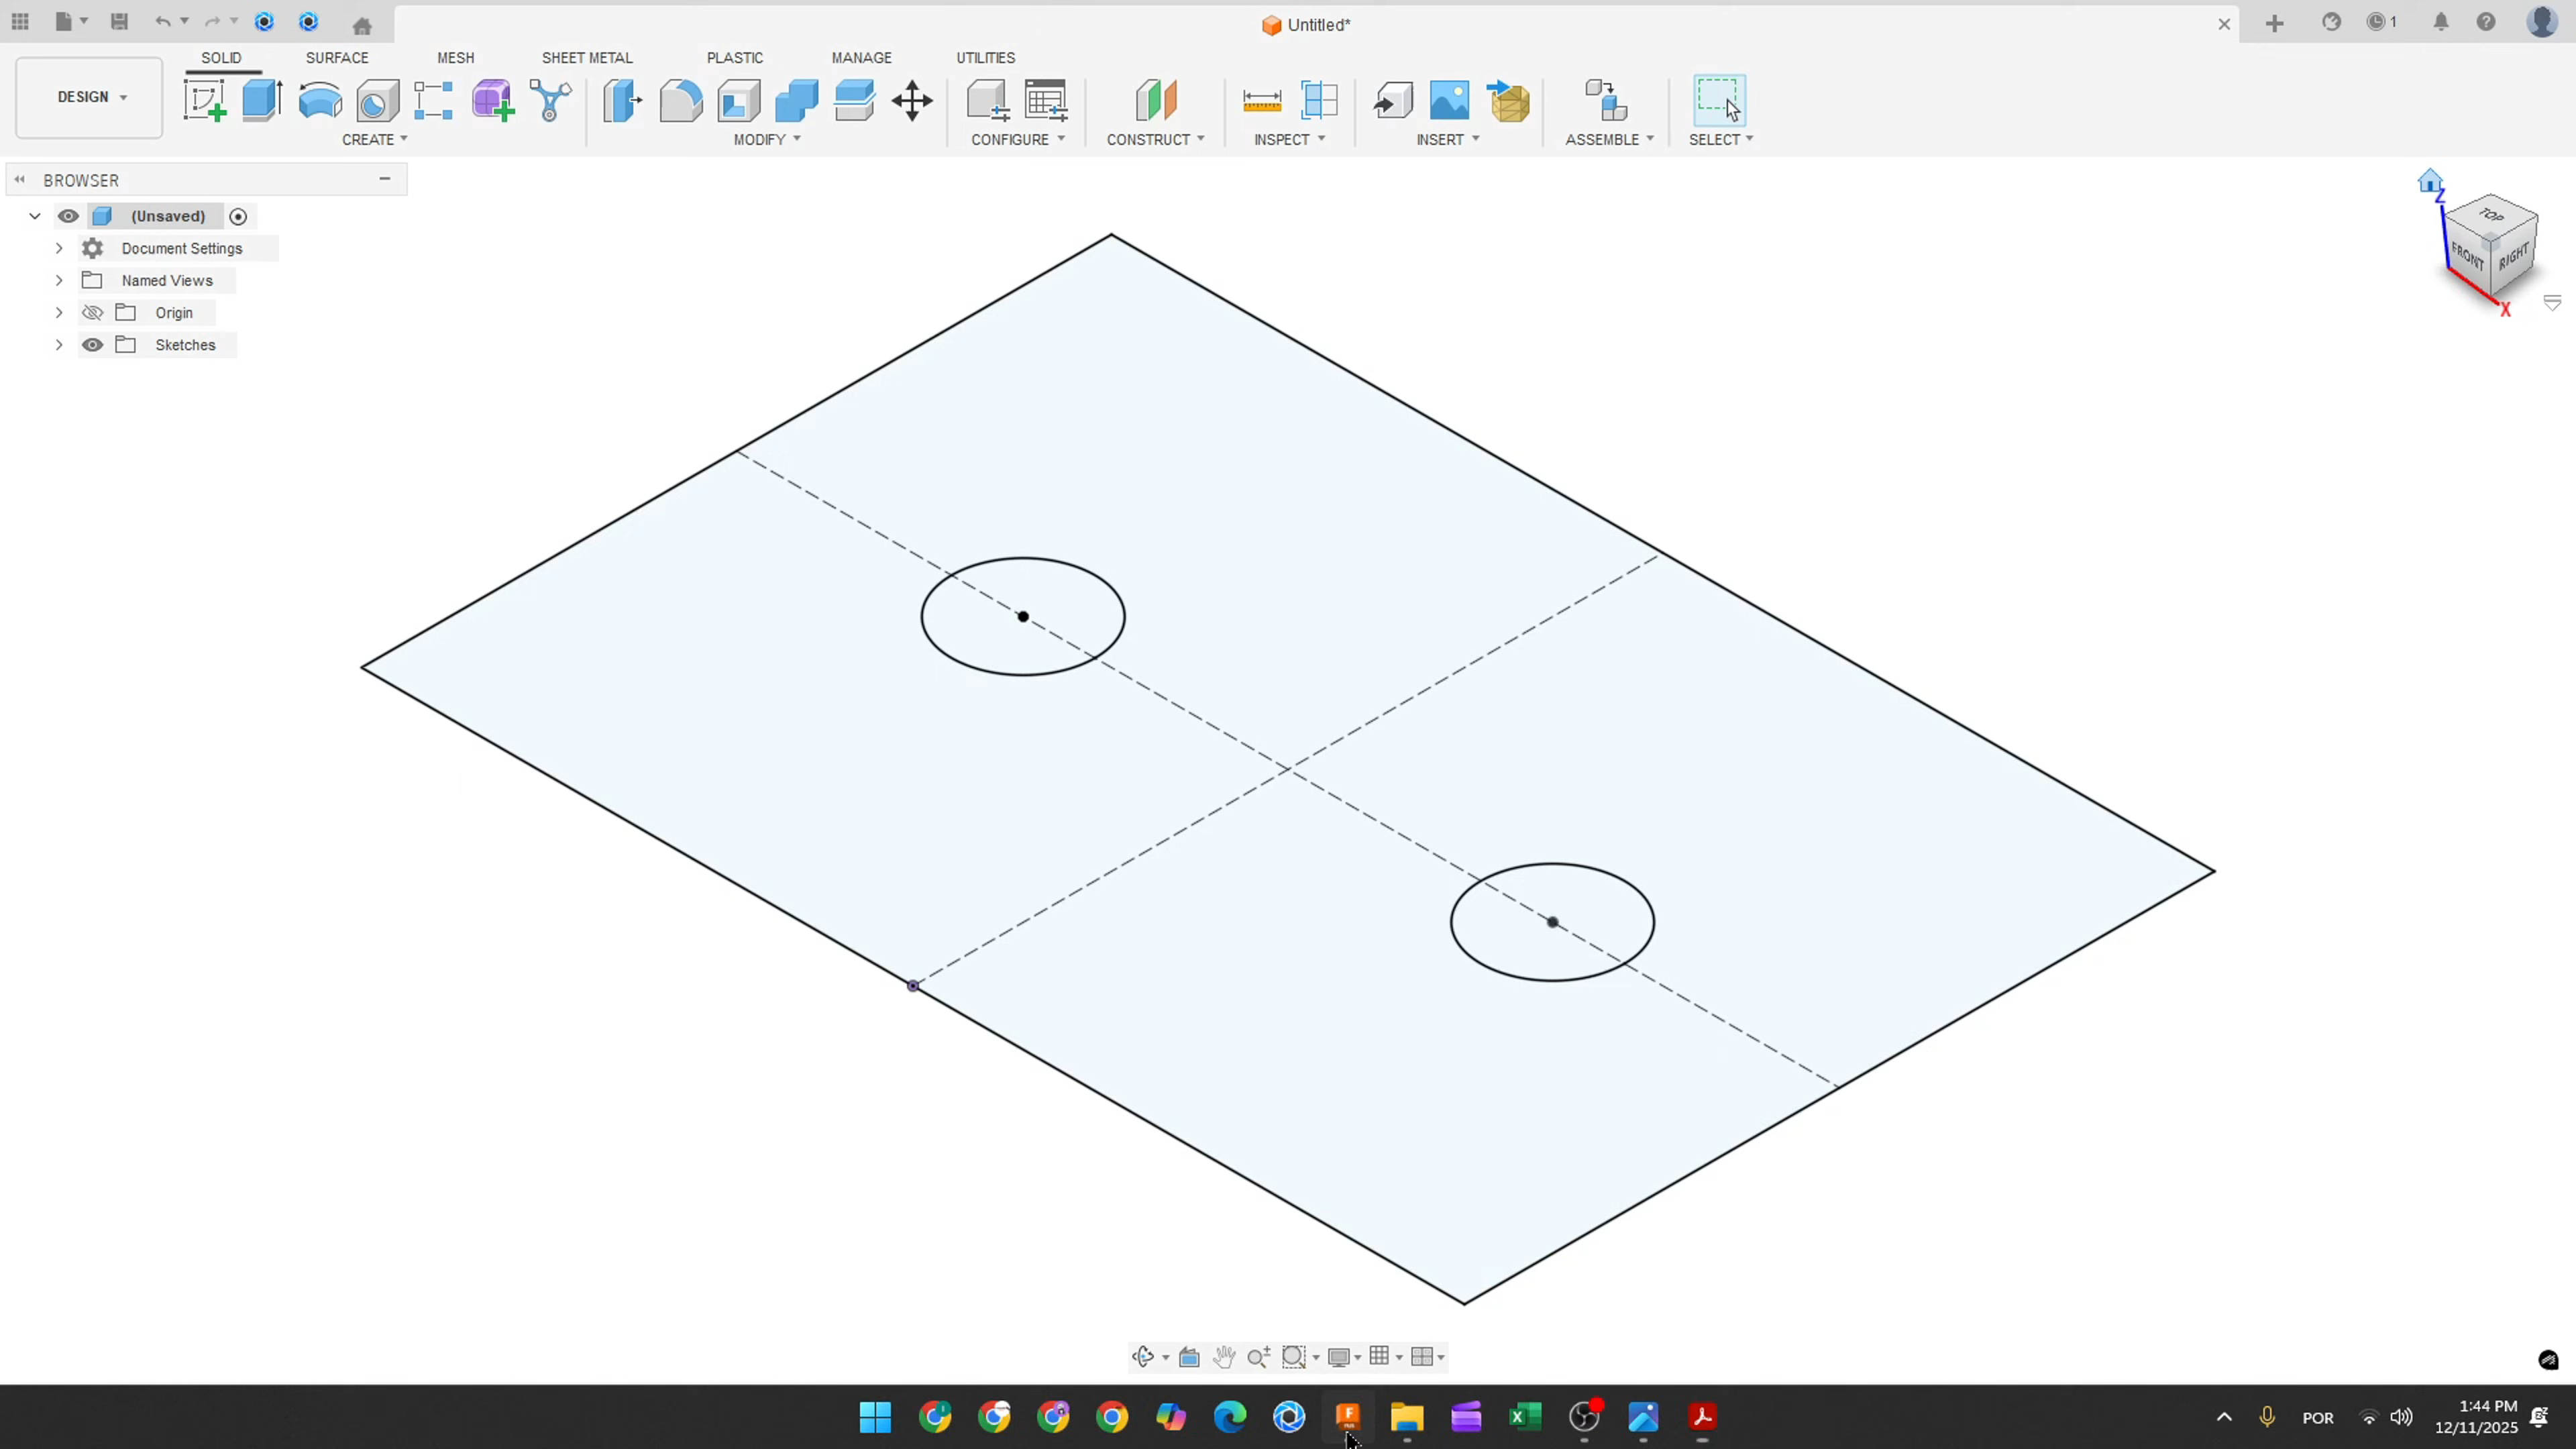 Untitled*
1
SOLID SURFACE MESH SHEET METAL PLASTIC MANAGE UTILITIES
DESIGN
CREATE MODIFY CONFIGURE CONSTRUCT INSPECT INSERT ASSEMBLE SELECT
BROWSER
(Unsaved)
Document Settings
Named Views
Origin
Sketches
Z
TOP
FRONT
RIGHT
X
POR
1:44 PM
12/11/2025